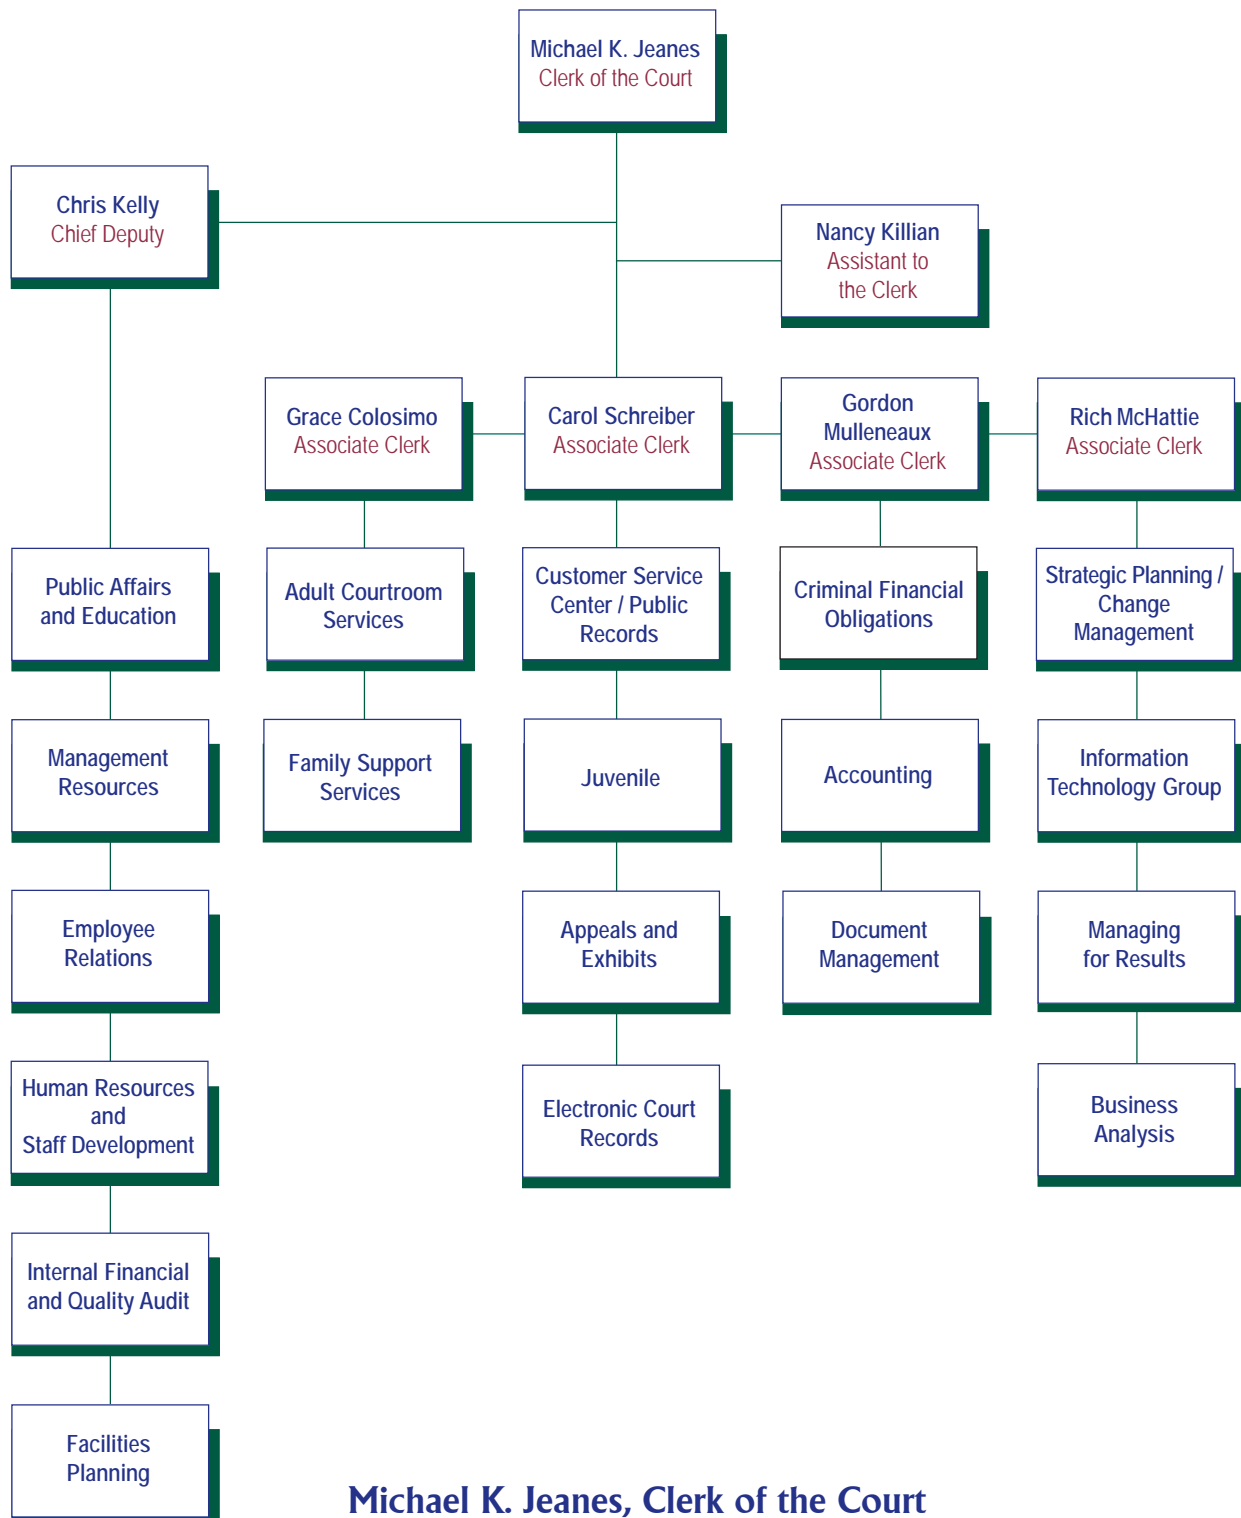 Michael K. Jeanes
Clerk of the Court
Chris Kelly
Chief Deputy
Nancy Killian
Assistant to
the Clerk
Grace Colosimo
Associate Clerk
Carol Schreiber
Associate Clerk
Gordon
Mulleneaux
Associate Clerk
Rich McHattie
Associate Clerk
Public Affairs
and Education
Adult Courtroom
Services
Customer Service
Center / Public
Records
Criminal Financial
Obligations
Strategic Planning /
Change
Management
Management
Resources
Family Support
Services
Juvenile
Accounting
Information
Technology Group
Employee
Relations
Appeals and
Exhibits
Document
Management
Managing
for Results
Human Resources
and
Staff Development
Electronic Court
Records
Business
Analysis
Internal Financial
and Quality Audit
Facilities
Planning
Michael K. Jeanes, Clerk of the Court